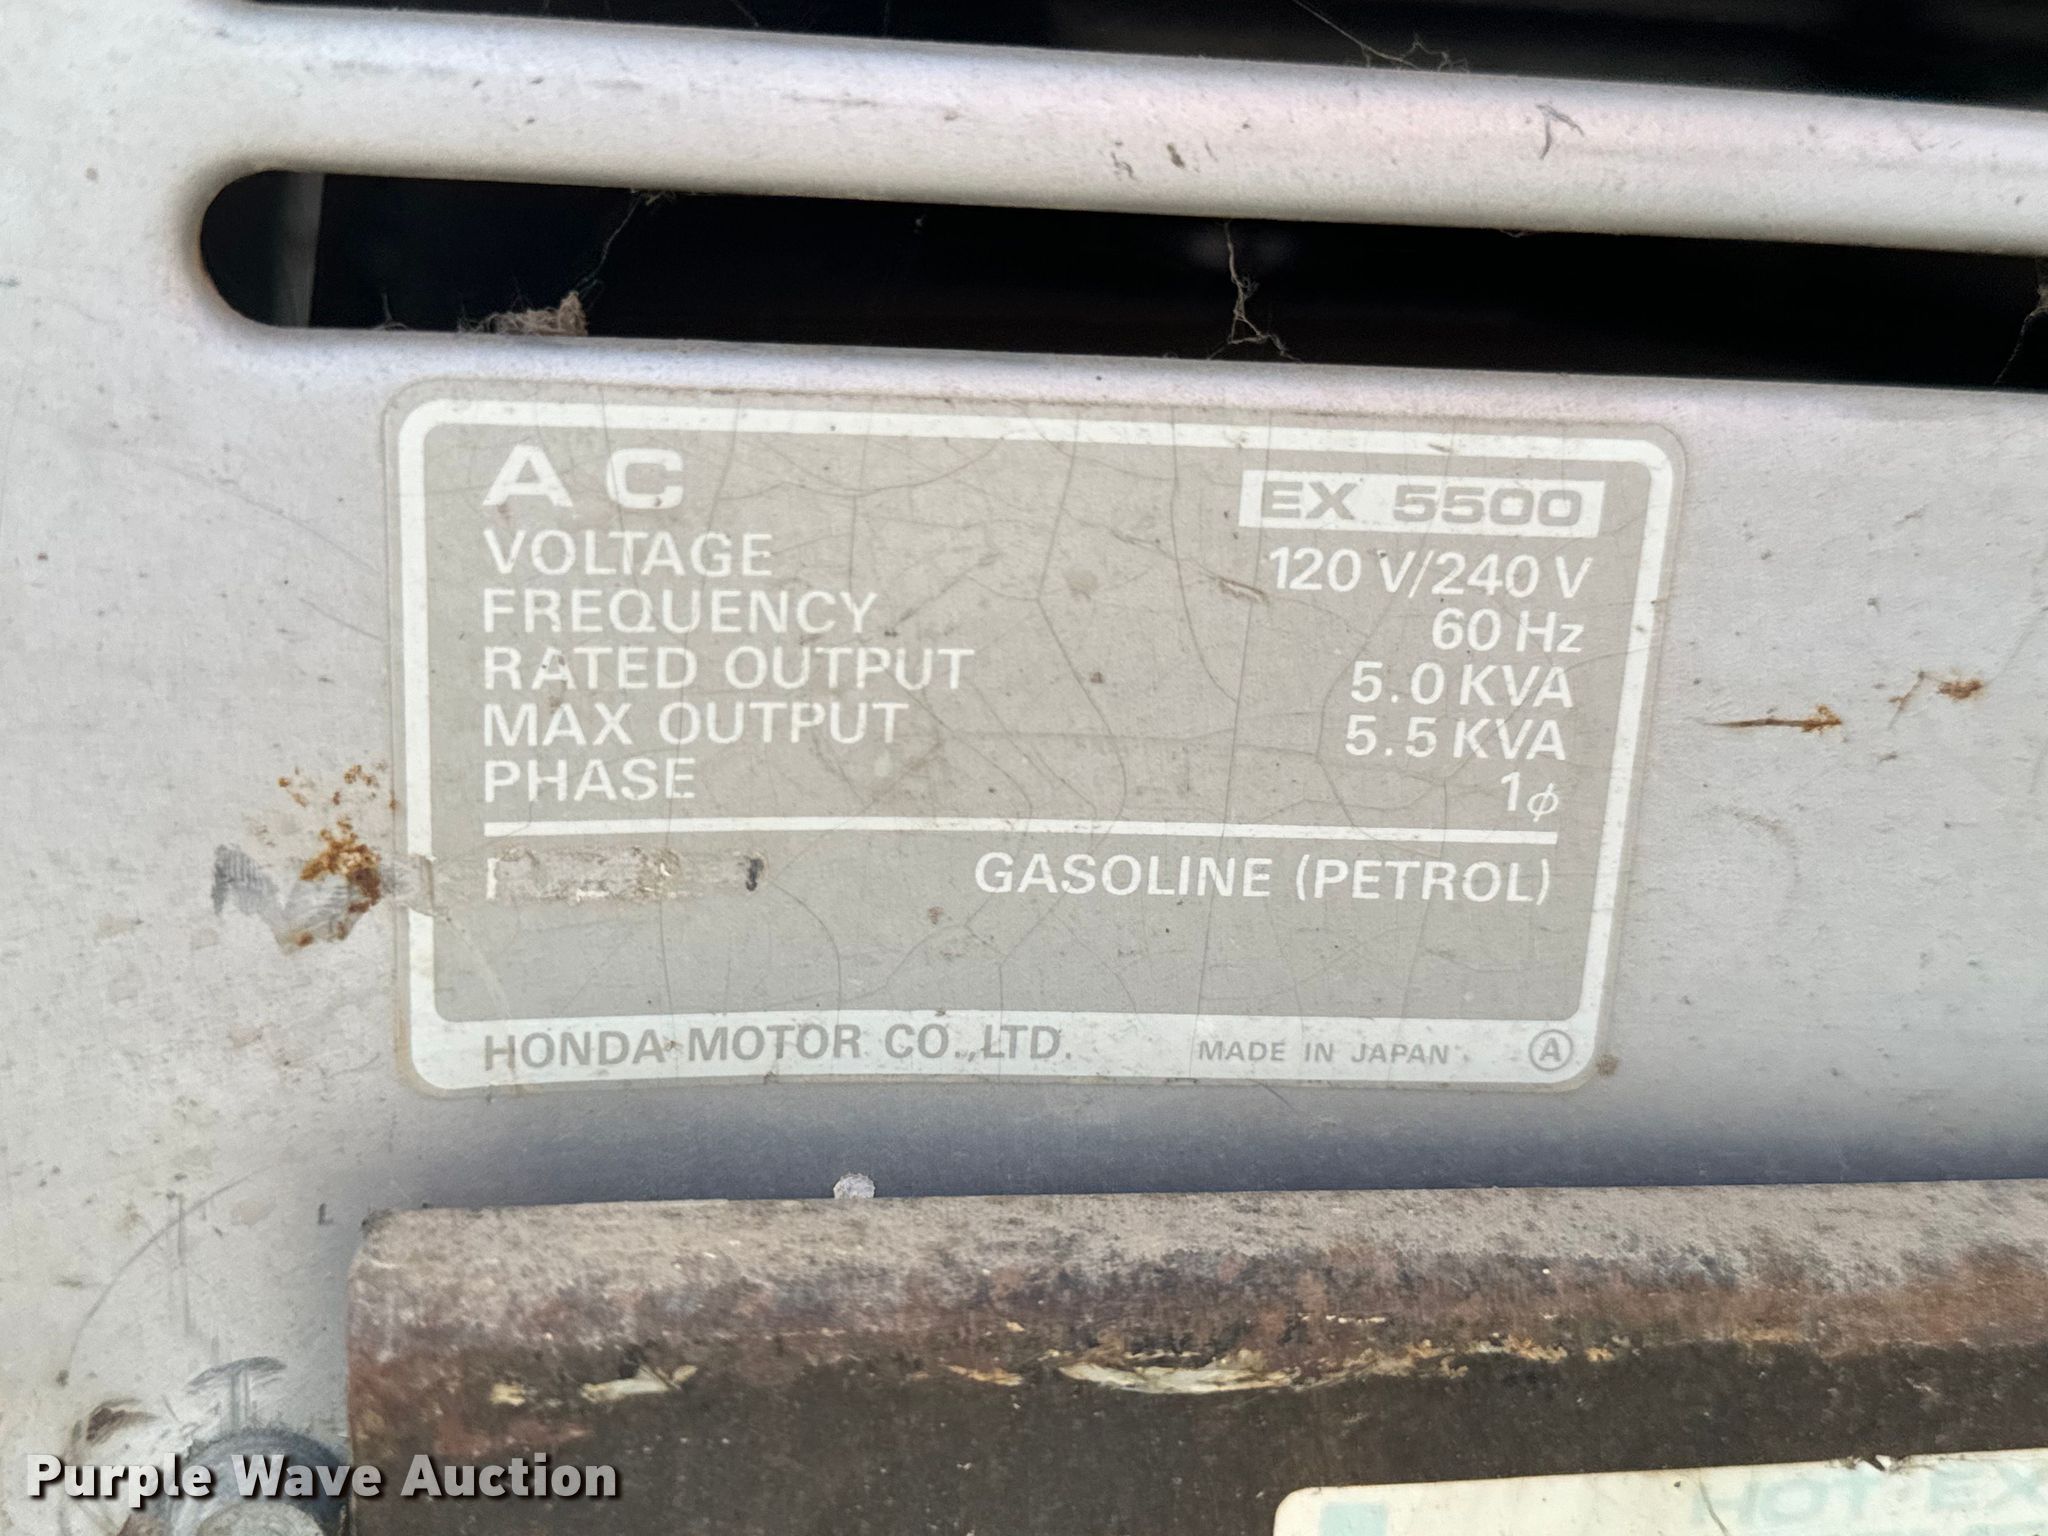 AC EX 5500
VOLTAGE 120 V/240 V
FREQUENCY 60 Hz
RATED OUTPUT 5.0 KVA
MAX OUTPUT 5.5 KVA
PHASE 1φ
GASOLINE (PETROL)
HONDA MOTOR CO.,LTD. MADE IN JAPAN A
Purple Wave Auction